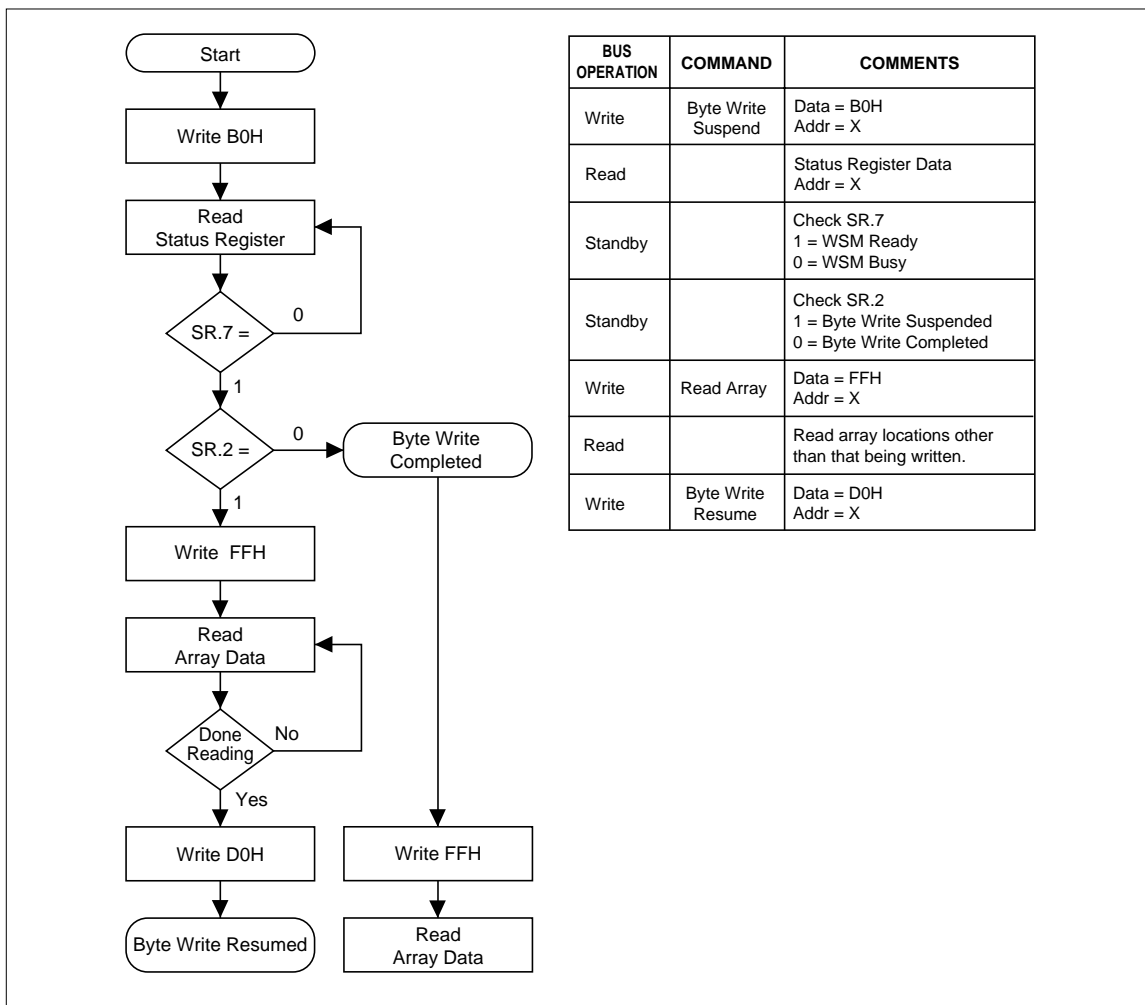 Start
Write B0H
Read
Status Register
SR.7 =
0
1
SR.2 =
0
Byte Write
Completed
1
Write FFH
Read
Array Data
Done
Reading
No
Yes
Write D0H
Write FFH
Byte Write Resumed
Read
Array Data
BUS
OPERATION
COMMAND
COMMENTS
Write
Byte Write
Suspend
Data = B0H
Addr = X
Read
Status Register Data
Addr = X
Standby
Check SR.7
1 = WSM Ready
0 = WSM Busy
Standby
Check SR.2
1 = Byte Write Suspended
0 = Byte Write Completed
Write
Read Array
Data = FFH
Addr = X
Read
Read array locations other
than that being written.
Write
Byte Write
Resume
Data = D0H
Addr = X